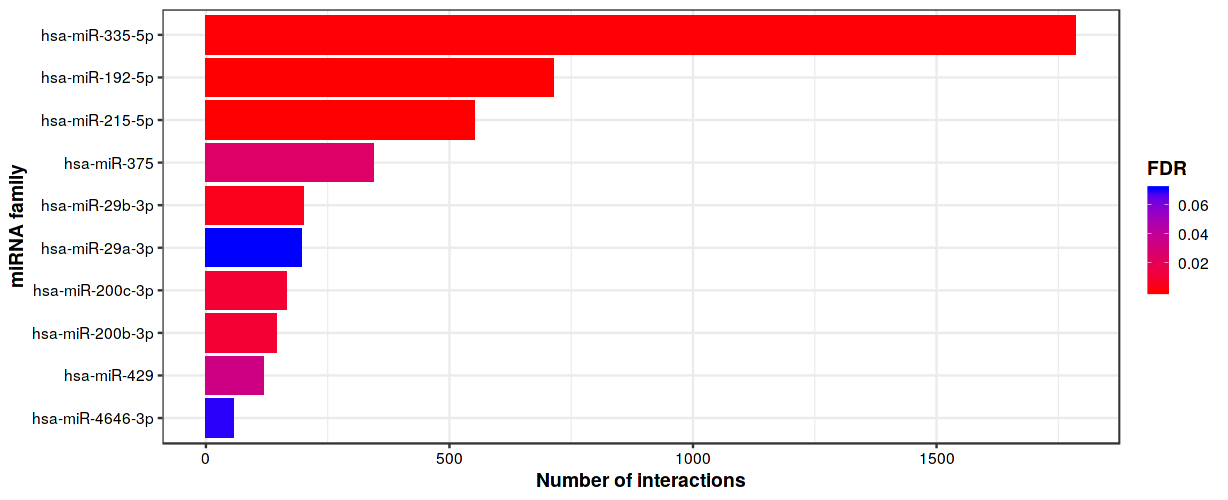 hsa-miR-335-5p
hsa-miR-192-5p
hsa-miR-215-5p
hsa-miR-375
hsa-miR-29b-3p
hsa-miR-29a-3p
hsa-miR-200c-3p
hsa-miR-200b-3p
hsa-miR-429
hsa-miR-4646-3p
miRNA family
0 500 1000 1500
Number of Interactions
FDR
0.06
0.04
0.02